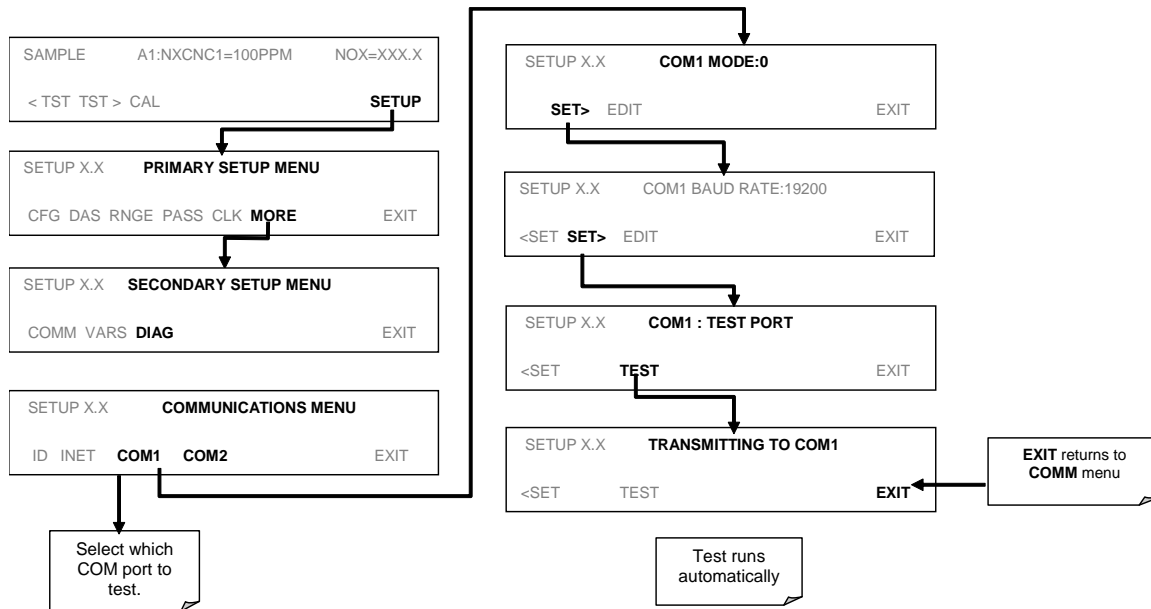 SAMPLE A1:NXCNC1=100PPM NOX=XXX.X
< TST TST > CAL SETUP
SETUP X.X PRIMARY SETUP MENU
CFG DAS RNGE PASS CLK MORE EXIT
SETUP X.X SECONDARY SETUP MENU
COMM VARS DIAG EXIT
SETUP X.X COMMUNICATIONS MENU
ID INET COM1 COM2 EXIT
Select which
COM port to
test.
SETUP X.X COM1 MODE:0
SET> EDIT EXIT
SETUP X.X COM1 BAUD RATE:19200
<SET SET> EDIT EXIT
SETUP X.X COM1 : TEST PORT
<SET TEST EXIT
SETUP X.X TRANSMITTING TO COM1
<SET TEST EXIT
EXIT returns to
COMM menu
Test runs
automatically